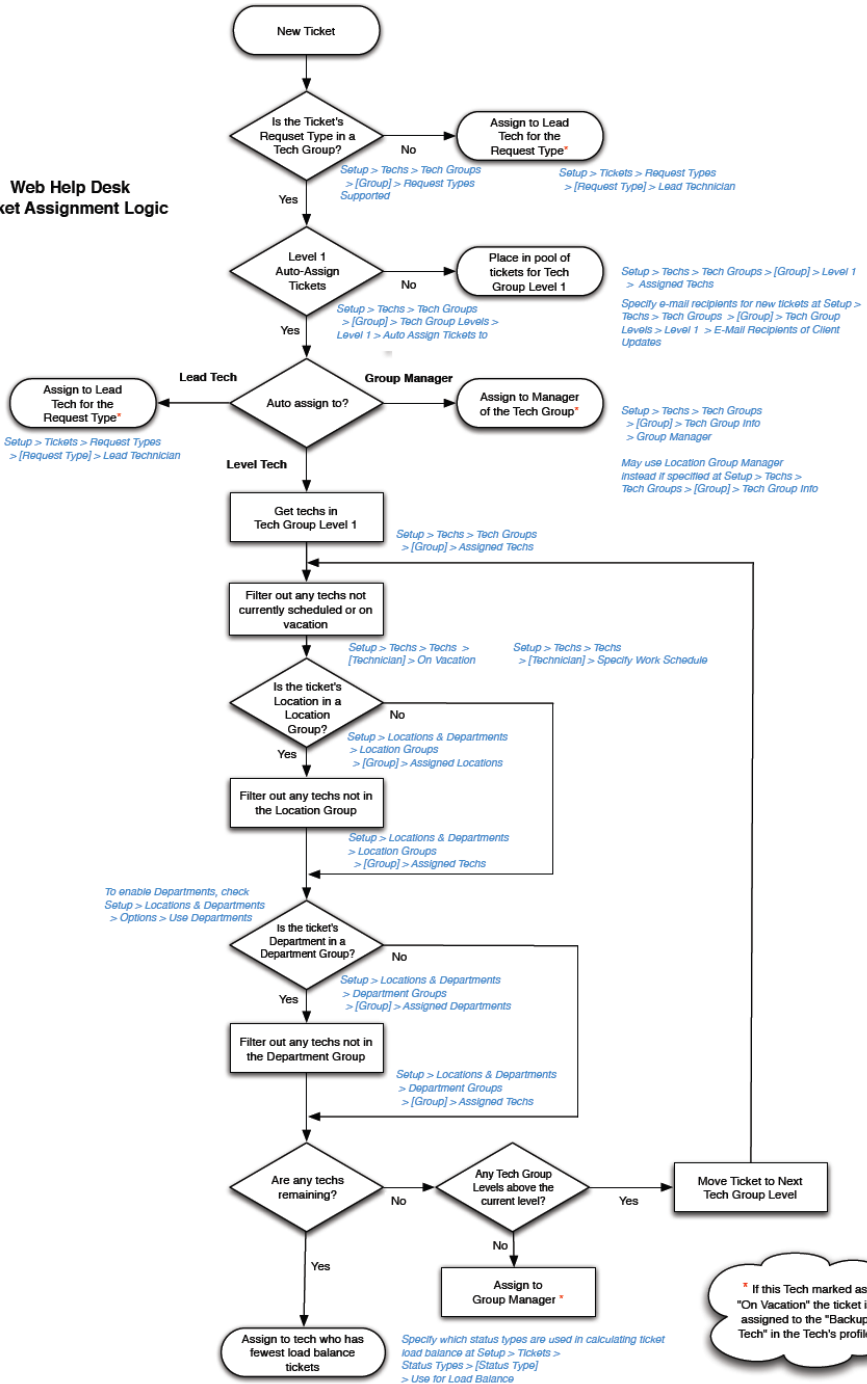 New Ticket
Is the Ticket's
Requset Type in a
Tech Group?
No
Assign to Lead
Tech for the
Request Type*
Setup > Techs > Tech Groups
> [Group] > Request Types
Supported
Setup > Tickets > Request Types
> [Request Type] > Lead Technician
Web Help Desk
ket Assignment Logic
Yes
Level 1
Auto-Assign
Tickets
No
Place in pool of
tickets for Tech
Group Level 1
Setup > Techs > Tech Groups > [Group] > Level 1
> Assigned Techs
Specify e-mail recipients for new tickets at Setup >
Techs > Tech Groups > [Group] > Tech Group
Levels > Level 1 > E-Mail Recipients of Client
Updates
Setup > Techs > Tech Groups
> [Group] > Tech Group Levels >
Level 1 > Auto Assign Tickets to
Yes
Lead Tech
Group Manager
Assign to Lead
Tech for the
Request Type*
Auto assign to?
Assign to Manager
of the Tech Group*
Setup > Tickets > Request Types
> [Request Type] > Lead Technician
Setup > Techs > Tech Groups
> [Group] > Tech Group Info
> Group Manager
May use Location Group Manager
instead if specified at Setup > Techs >
Tech Groups > [Group] > Tech Group Info
Level Tech
Get techs in
Tech Group Level 1
Setup > Techs > Tech Groups
> [Group] > Assigned Techs
Filter out any techs not
currently scheduled or on
vacation
Setup > Techs > Techs >
[Technician] > On Vacation
Setup > Techs > Techs
> [Technician] > Specify Work Schedule
Is the ticket's
Location in a
Location
Group?
No
Setup > Locations & Departments
> Location Groups
> [Group] > Assigned Locations
Yes
Filter out any techs not in
the Location Group
Setup > Locations & Departments
> Location Groups
> [Group] > Assigned Techs
To enable Departments, check
Setup > Locations & Departments
> Options > Use Departments
Is the ticket's
Department in a
Department Group?
No
Setup > Locations & Departments
> Department Groups
> [Group] > Assigned Departments
Yes
Filter out any techs not in
the Department Group
Setup > Locations & Departments
> Department Groups
> [Group] > Assigned Techs
Are any techs
remaining?
No
Any Tech Group
Levels above the
current level?
Yes
Move Ticket to Next
Tech Group Level
No
Yes
Assign to
Group Manager *
* If this Tech marked as
"On Vacation" the ticket i
assigned to the "Backup
Tech" in the Tech's profile
Assign to tech who has
fewest load balance
tickets
Specify which status types are used in calculating ticket
load balance at Setup > Tickets >
Status Types > [Status Type]
> Use for Load Balance